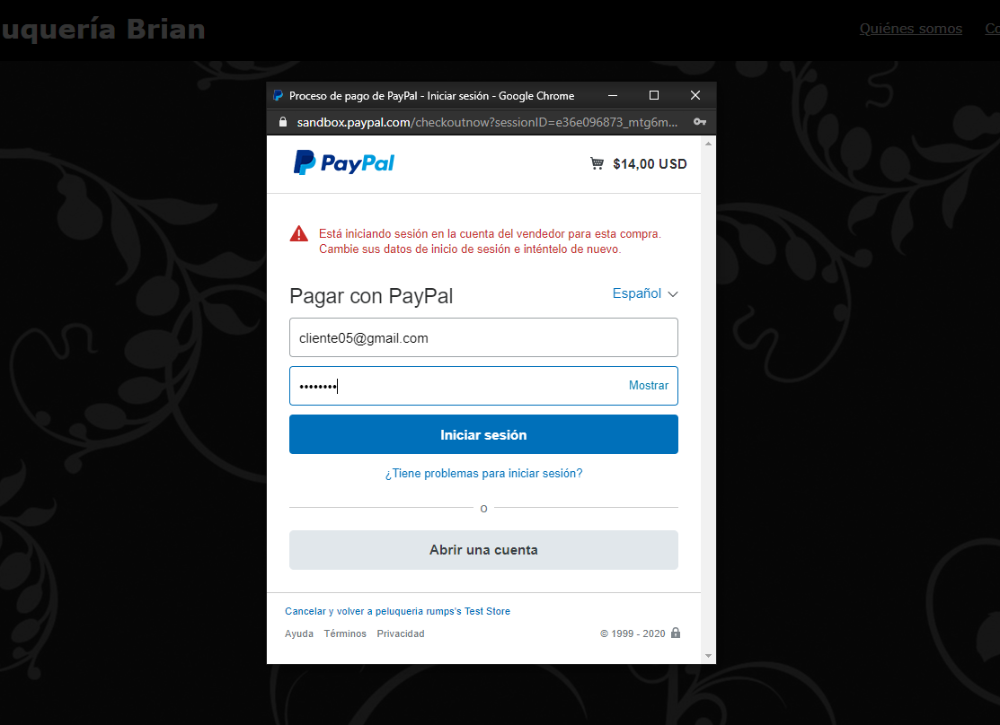 uquería Brian
Quiénes somos
Co
Proceso de pago de PayPal - Iniciar sesión - Google Chrome
sandbox.paypal.com/checkoutnow?sessionID=e36e096873_mtg6m...
PayPal
$14,00 USD
Está iniciando sesión en la cuenta del vendedor para esta compra.
Cambie sus datos de inicio de sesión e inténtelo de nuevo.
Pagar con PayPal
Español
cliente05@gmail.com
••••••••
Mostrar
Iniciar sesión
¿Tiene problemas para iniciar sesión?
o
Abrir una cuenta
Cancelar y volver a peluqueria rumps's Test Store
Ayuda Términos Privacidad
© 1999 - 2020